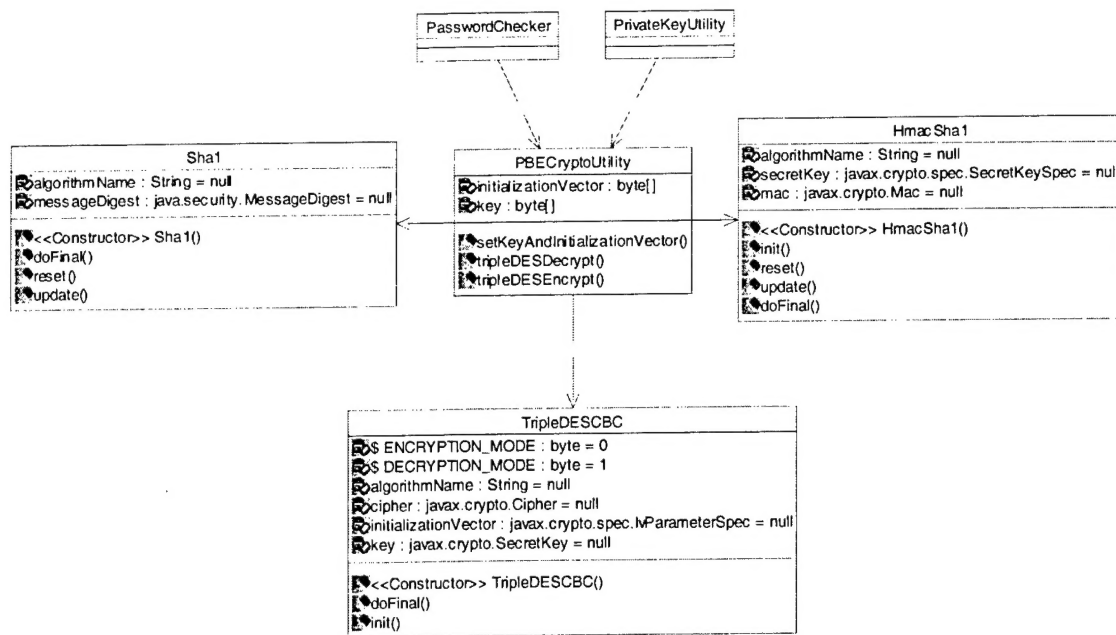 PasswordChecker
PrivateKeyUtility
Sha1
algorithmName : String = null
messageDigest : java.security.MessageDigest = null
<<Constructor>> Sha1()
doFinal()
reset()
update()
PBECryptoUtility
initializationVector : byte[]
key : byte[]
setKeyAndInitializationVector()
tripleDESDecrypt()
tripleDESEncrypt()
HmacSha1
algorithmName : String = null
secretKey : javax.crypto.spec.SecretKeySpec = nul
mac : javax.crypto.Mac = null
<<Constructor>> HmacSha1()
init()
reset()
update()
doFinal()
TripleDESCBC
$ ENCRYPTION_MODE : byte = 0
$ DECRYPTION_MODE : byte = 1
algorithmName : String = null
cipher : javax.crypto.Cipher = null
initializationVector : javax.crypto.spec.IvParameterSpec = null
key : javax.crypto.SecretKey = null
<<Constructor>> TripleDESCBC()
doFinal()
init()